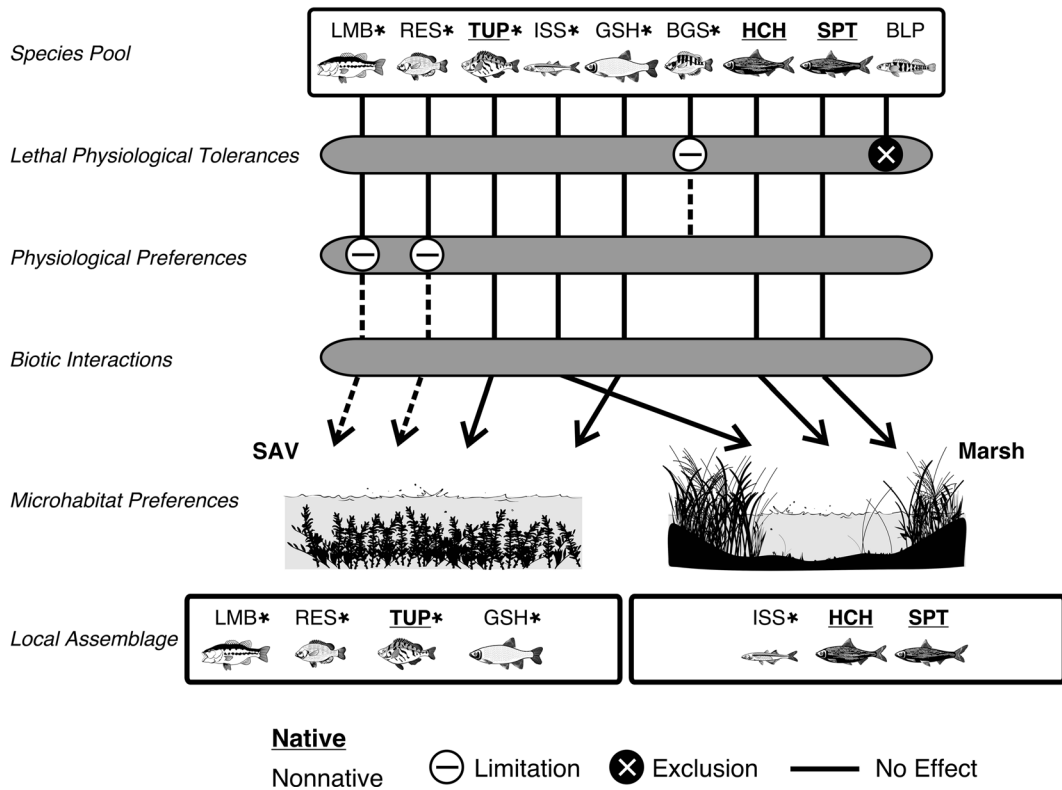 Species Pool
LMB* RES* TUP* ISS* GSH* BGS* HCH SPT BLP
Lethal Physiological Tolerances
Physiological Preferences
Biotic Interactions
SAV
Marsh
Microhabitat Preferences
Local Assemblage
LMB* RES* TUP* GSH*
ISS* HCH SPT
Native
Nonnative
Limitation
Exclusion
No Effect